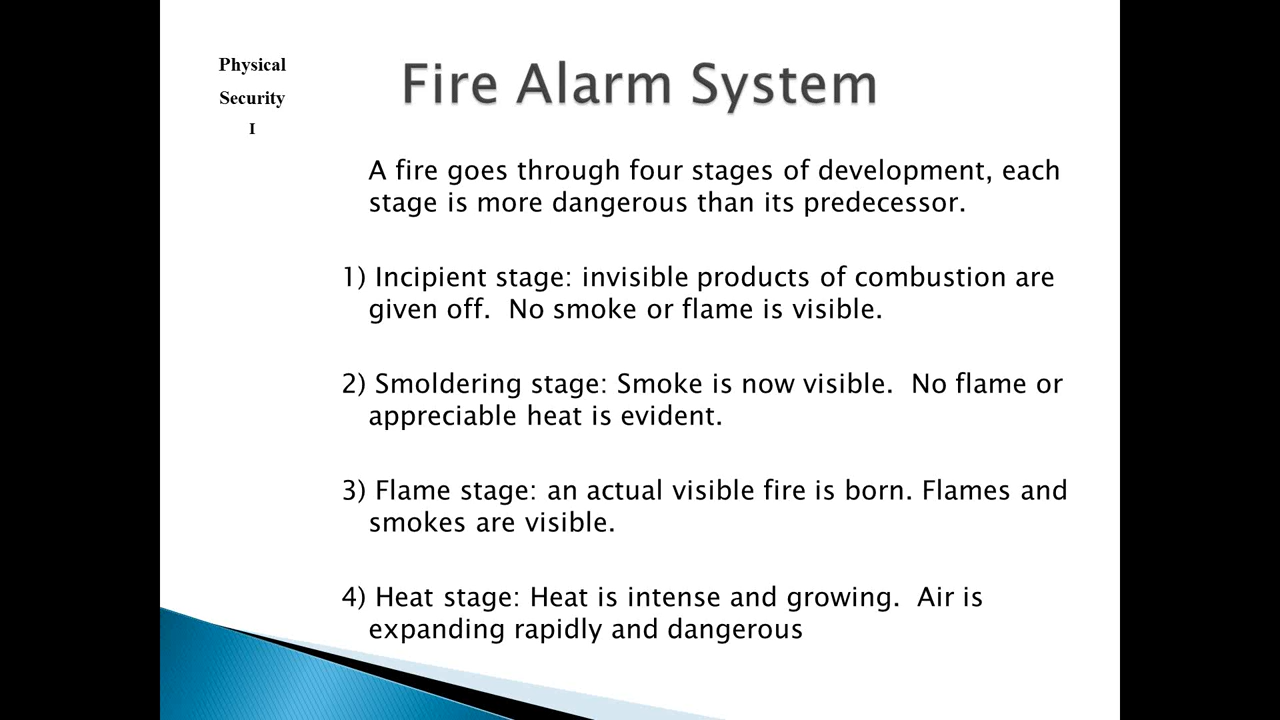 Physical
Security
I
Fire Alarm System
A fire goes through four stages of development, each
stage is more dangerous than its predecessor.
1) Incipient stage: invisible products of combustion are
given off.  No smoke or flame is visible.
2) Smoldering stage: Smoke is now visible.  No flame or
appreciable heat is evident.
3) Flame stage: an actual visible fire is born. Flames and
smokes are visible.
4) Heat stage: Heat is intense and growing.  Air is
expanding rapidly and dangerous